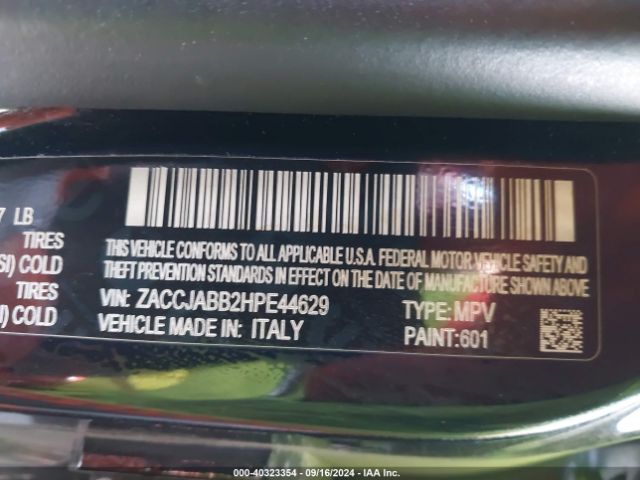 7 LB
TIRES
SI) COLD
TIRES
SI) COLD
THIS VEHICLE CONFORMS TO ALL APPLICABLE U.S.A. FEDERAL MOTOR VEHICLE SAFETY AND
THEFT PREVENTION STANDARDS IN EFFECT ON THE DATE OF MANUFACTURE SHOWN ABOVE
VIN: ZACCJABB2HPE44629 TYPE: MPV
VEHICLE MADE IN: ITALY PAINT:601
000-40323354 - 09/16/2024 - IAA Inc.